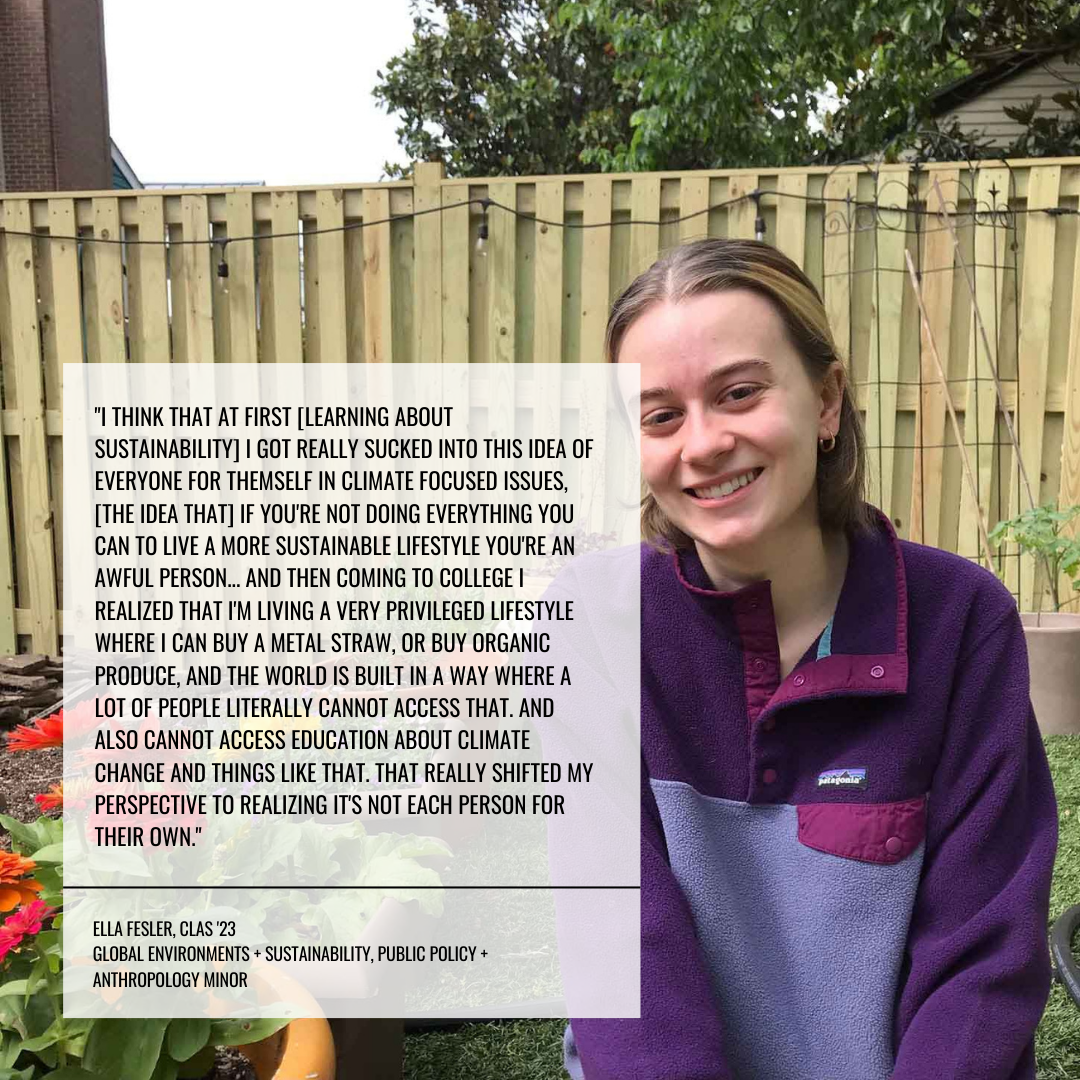 "I THINK THAT AT FIRST [LEARNING ABOUT
SUSTAINABILITY] I GOT REALLY SUCKED INTO THIS IDEA OF
EVERYONE FOR THEMSELF IN CLIMATE FOCUSED ISSUES,
[THE IDEA THAT] IF YOU'RE NOT DOING EVERYTHING YOU
CAN TO LIVE A MORE SUSTAINABLE LIFESTYLE YOU'RE AN
AWFUL PERSON... AND THEN COMING TO COLLEGE I
REALIZED THAT I'M LIVING A VERY PRIVILEGED LIFESTYLE
WHERE I CAN BUY A METAL STRAW, OR BUY ORGANIC
PRODUCE, AND THE WORLD IS BUILT IN A WAY WHERE A
LOT OF PEOPLE LITERALLY CANNOT ACCESS THAT. AND
ALSO CANNOT ACCESS EDUCATION ABOUT CLIMATE
CHANGE AND THINGS LIKE THAT. THAT REALLY SHIFTED MY
PERSPECTIVE TO REALIZING IT'S NOT EACH PERSON FOR
THEIR OWN."
ELLA FESLER, CLAS '23
GLOBAL ENVIRONMENTS + SUSTAINABILITY, PUBLIC POLICY +
ANTHROPOLOGY MINOR
patagonia